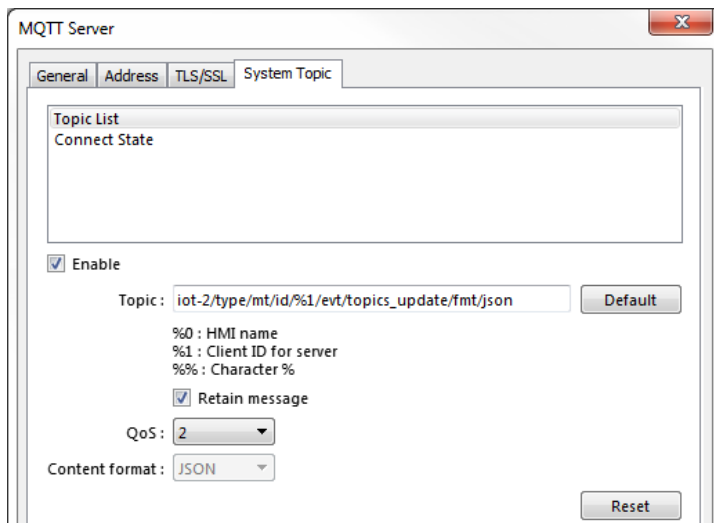 MQTT Server
General Address TLS/SSL System Topic
Topic List
Connect State
Enable
Topic : iot-2/type/mt/id/%1/evt/topics_update/fmt/json Default
%0 : HMI name
%1 : Client ID for server
%% : Character %
Retain message
QoS : 2
Content format : JSON
Reset